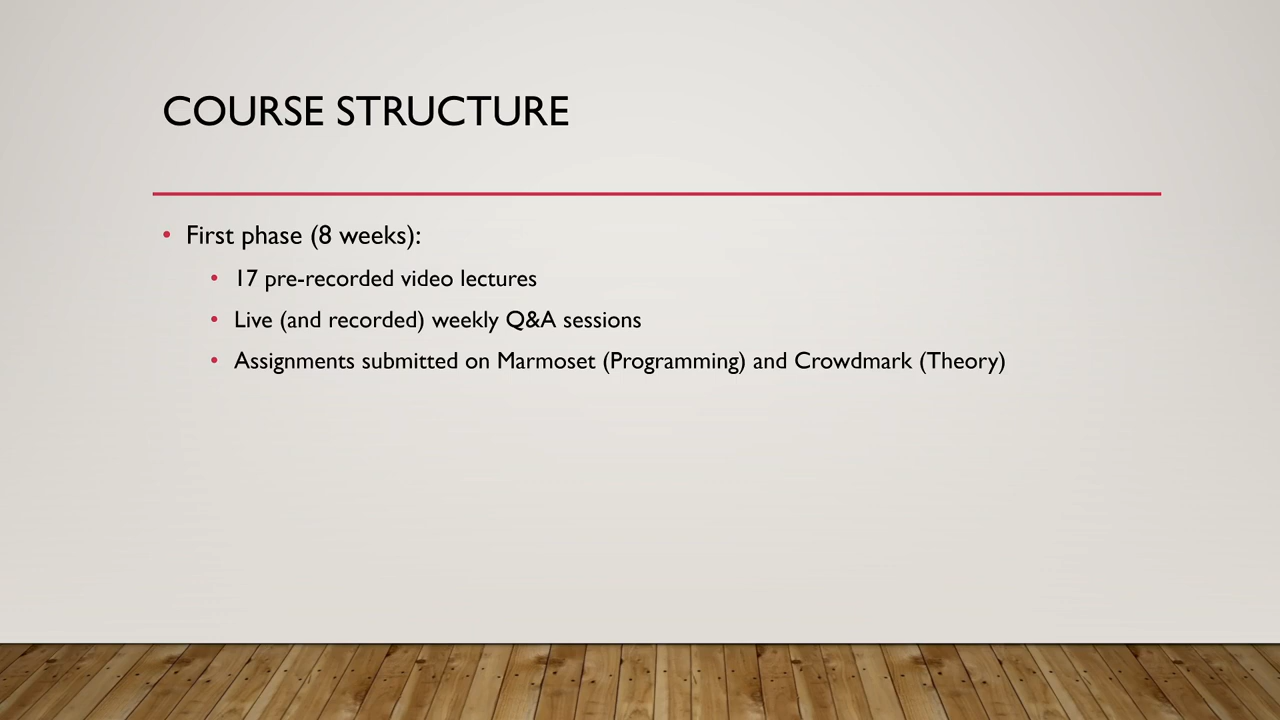 COURSE STRUCTURE
• First phase (8 weeks):
• 17 pre-recorded video lectures
• Live (and recorded) weekly Q&A sessions
• Assignments submitted on Marmoset (Programming) and Crowdmark (Theory)